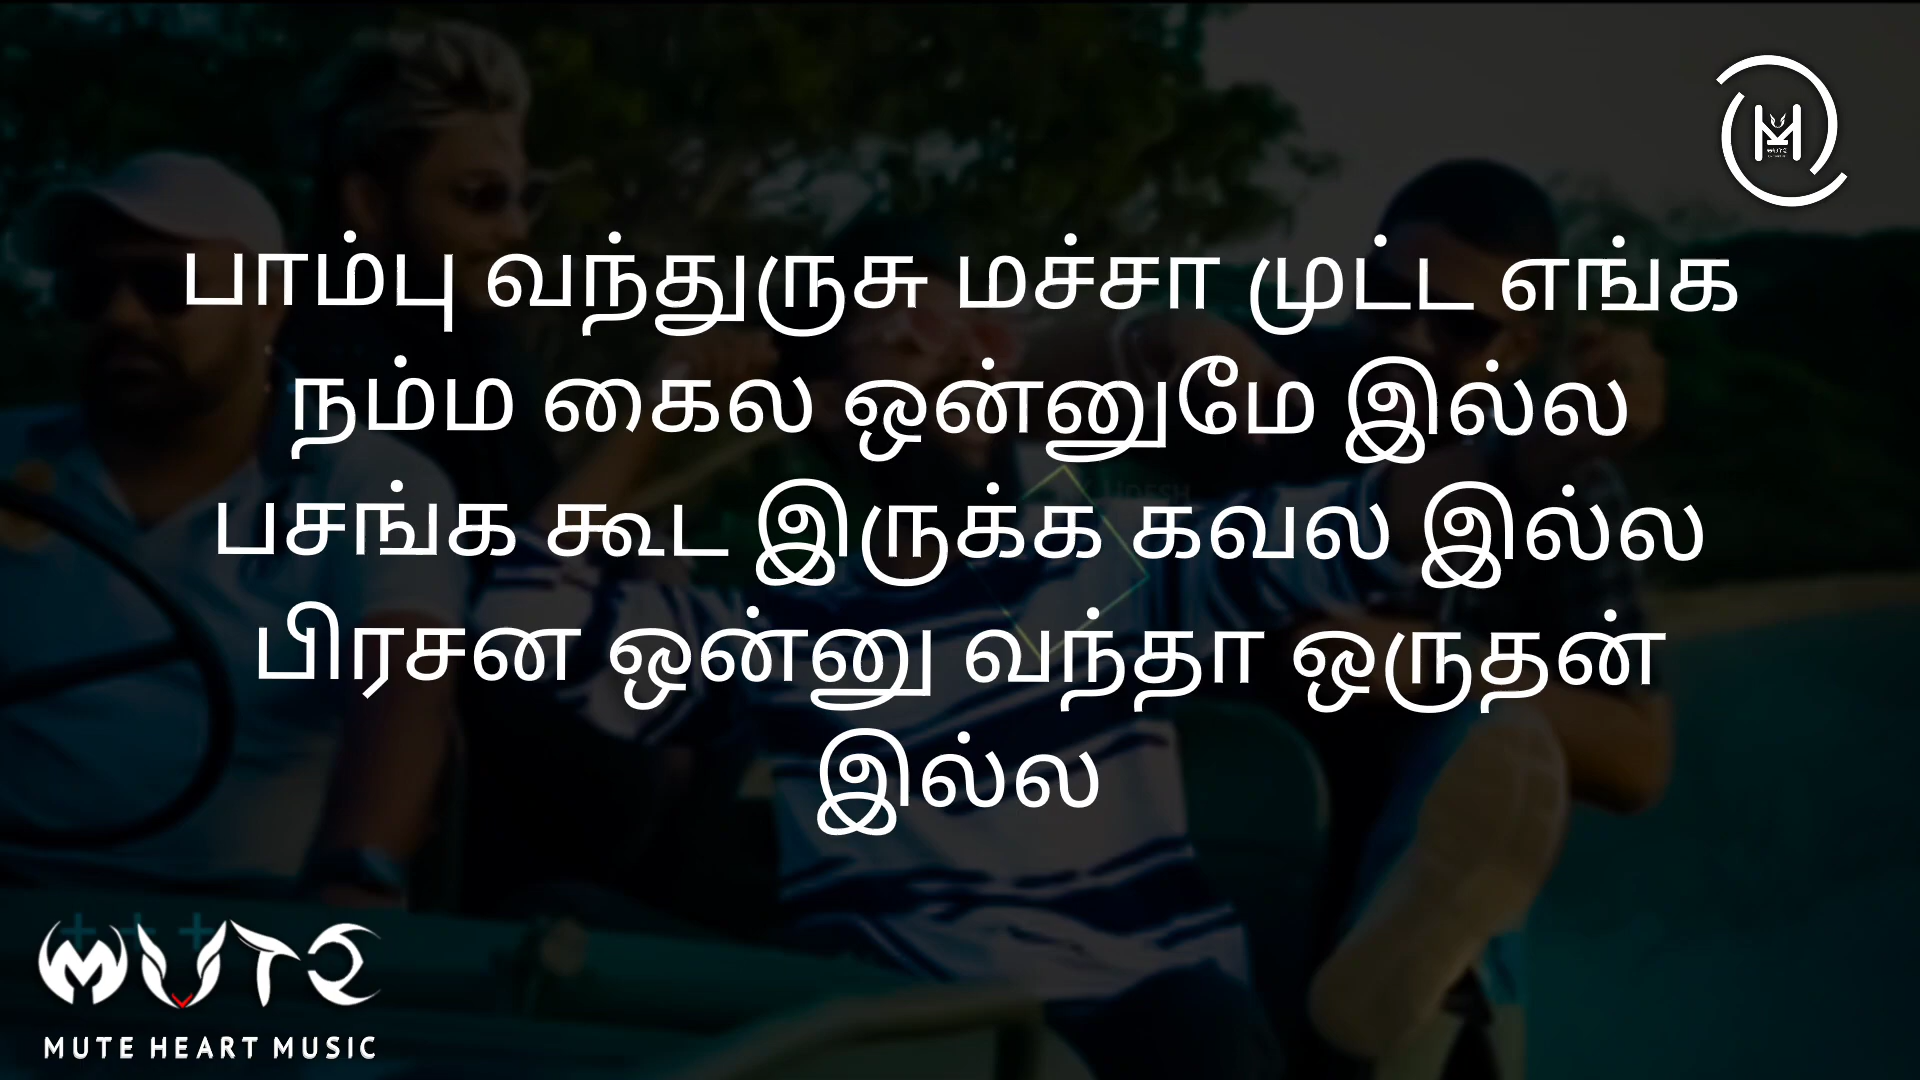 பாம்பு வந்துருசு மச்சா முட்ட எங்க
நம்ம கைல ஒன்னுமே இல்ல
பசங்க கூட இருக்க கவல இல்ல
பிரசன ஒன்னு வந்தா ஒருதன்
இல்ல
MUTE
MUTE HEART MUSIC